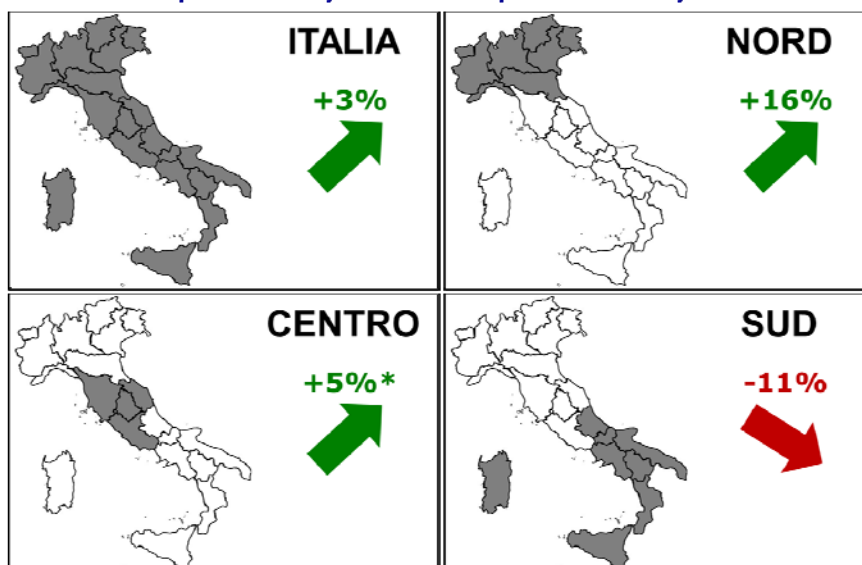 ITALIA
+3%
NORD
+16%
CENTRO
+5%*
SUD
-11%